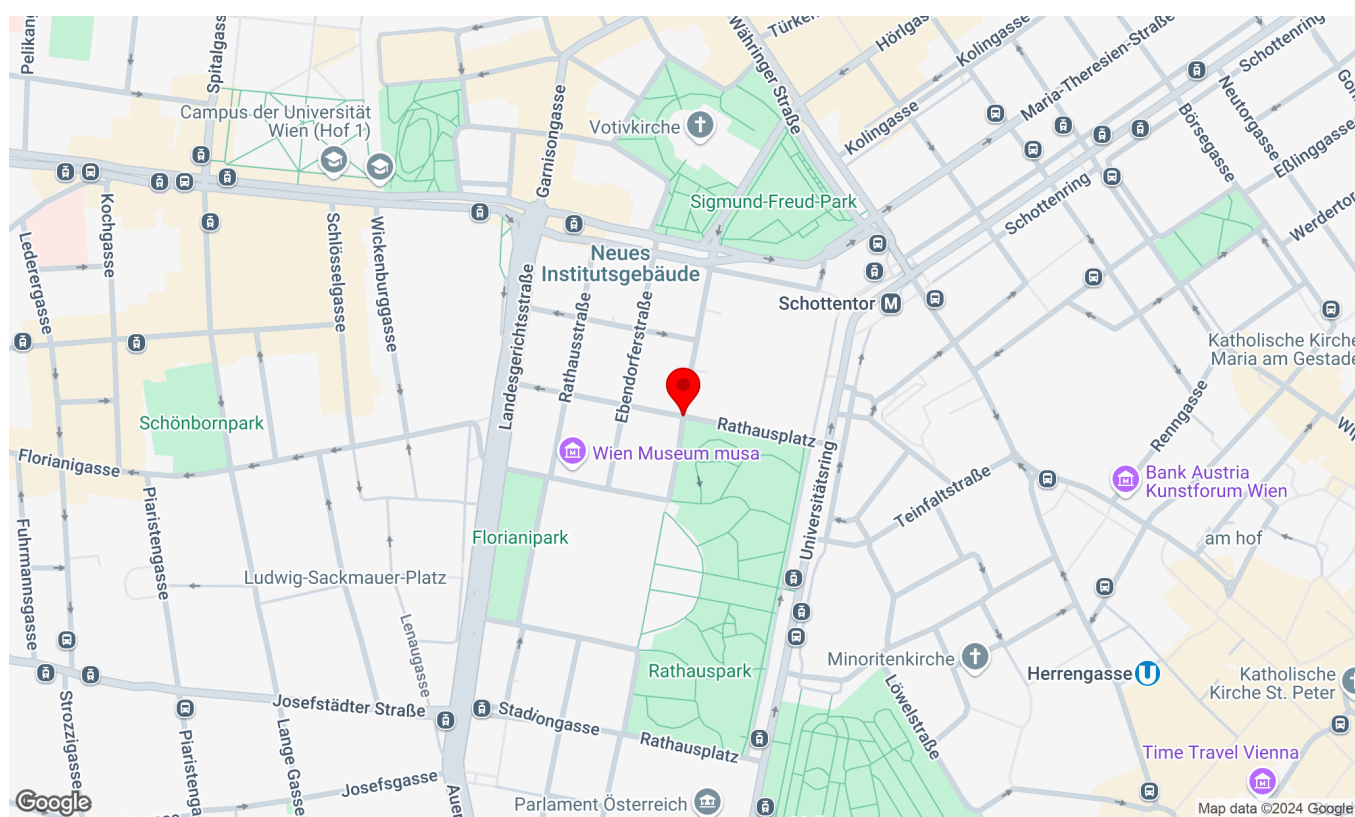 Pelikang
Spitalgasse
Türken
Hörlgasse
Kolingasse
Schottenring
Währinger Straße
Maria-Theresien-Straße
Campus der Universität
Wien (Hof 1)
Garnisongasse
Votivkirche
Kolingasse
Börsegasse
Neutorgasse
Eßlinggasse
Sigmund-Freud-Park
Schottenring
Werdertor
Kochgasse
Ledererergasse
Schlösselgasse
Wickenburggasse
Neues
Institutsgebäude
Landesgerichtsstraße
Rathausstraße
Ebendorferstraße
Schottentor
M
Katholische Kirche
Maria am Gestade
Schönbornpark
Rathausplatz
Renngasse
Florianigasse
Wien Museum musa
Bank Austria
Kunstforum Wien
Piaristengasse
Universitätsring
Teinfaltstraße
Fuhrmannsgasse
Florianipark
am hof
Ludwig-Sackmauer-Platz
Lenaugasse
Rathauspark
Minoritenkirche
Herrengasse
U
Katholische
Kirche St. Peter
Löwelstraße
Josefstädter Straße
Stadiongasse
Rathausplatz
Strozzigasse
Piaristenga
Lange Gasse
Josefsgasse
Auer
Time Travel Vienna
Parlament Österreich
Google
Map data ©2024 Google